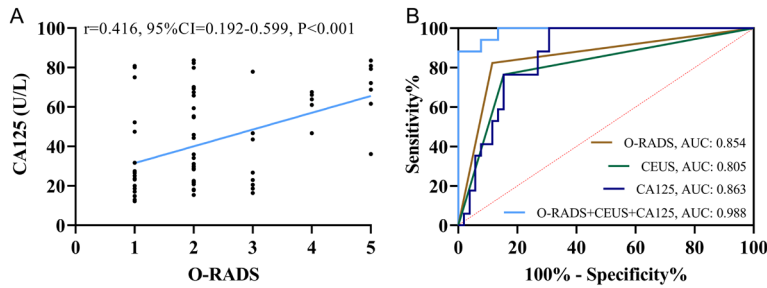 A
r=0.416, 95%CI=0.192-0.599, P<0.001
CA125 (U/L)
100
80
60
40
20
0
0 1 2 3 4 5
O-RADS
B
Sensitivity%
100
80
60
40
20
0
O-RADS, AUC: 0.854
CEUS, AUC: 0.805
CA125, AUC: 0.863
O-RADS+CEUS+CA125, AUC: 0.988
0 20 40 60 80 100
100% - Specificity%